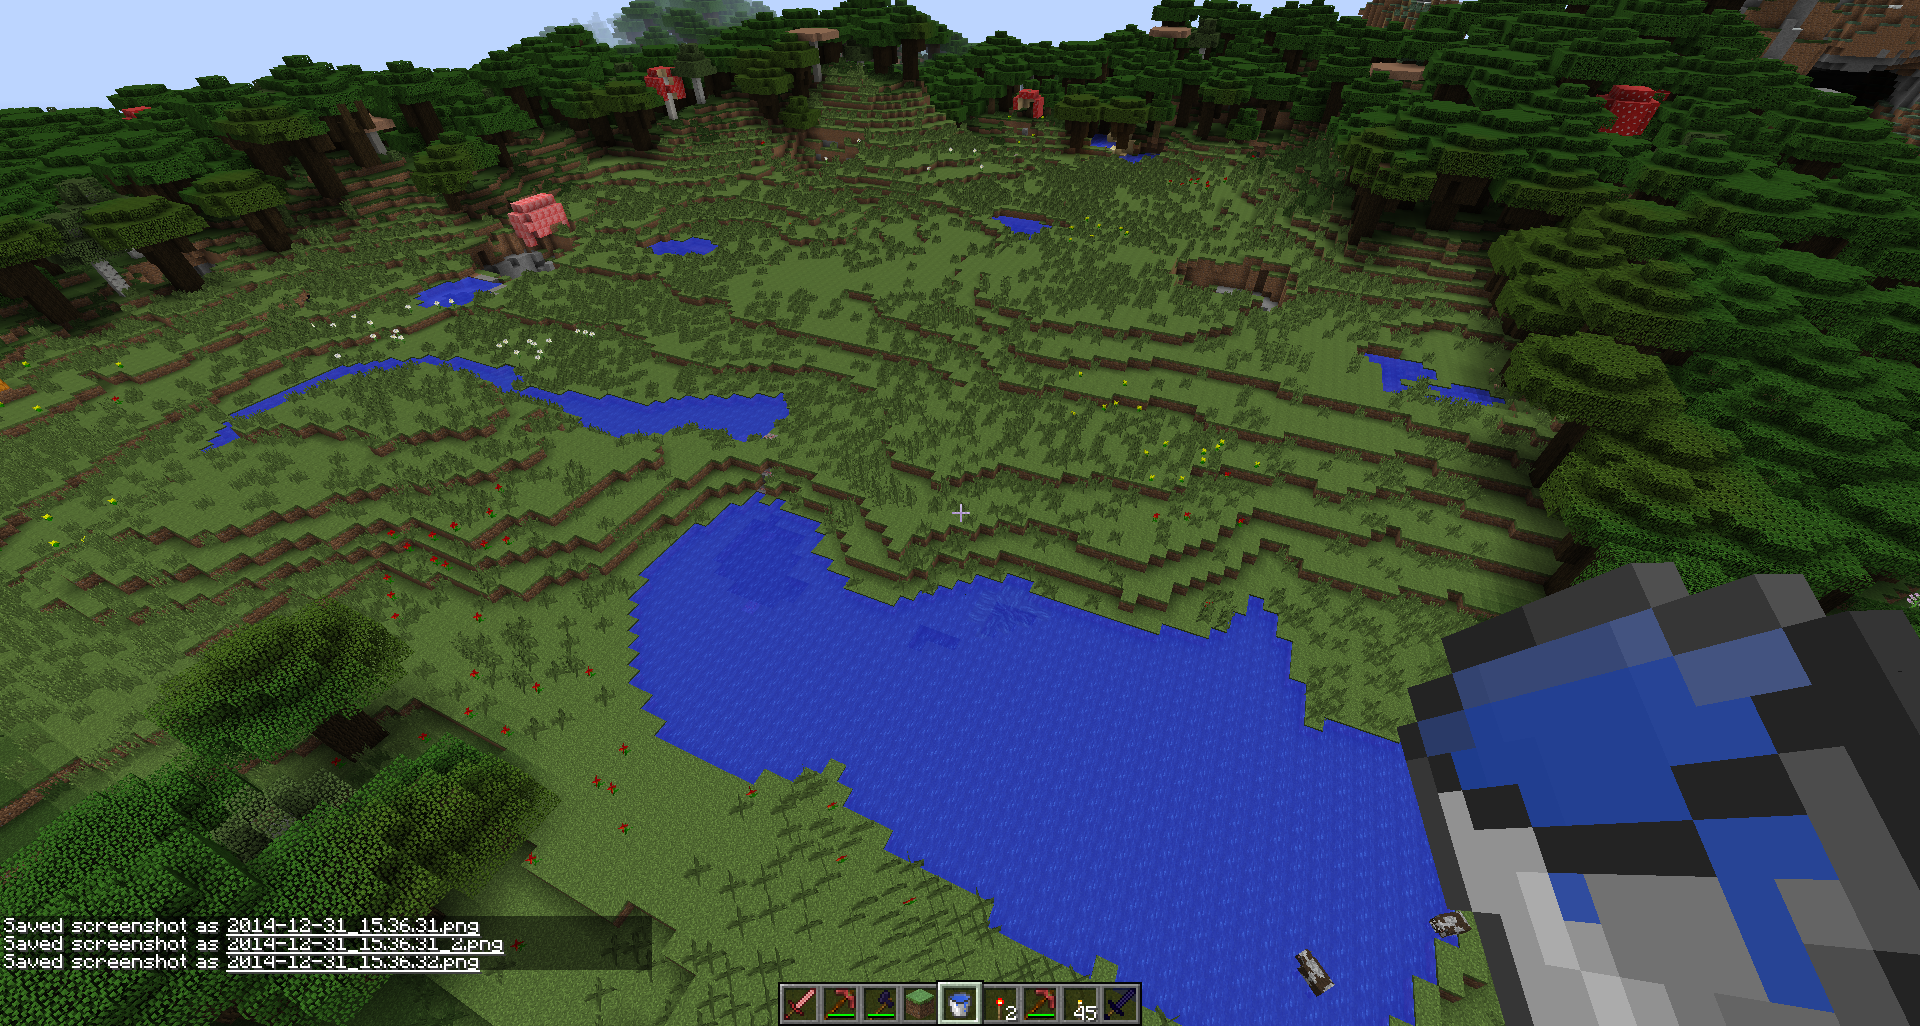 Saved screenshot as 2014-12-31_15.36.31.png
Saved screenshot as 2014-12-31_15.36.31_2.png
Saved screenshot as 2014-12-31_15.36.32.png
2
45